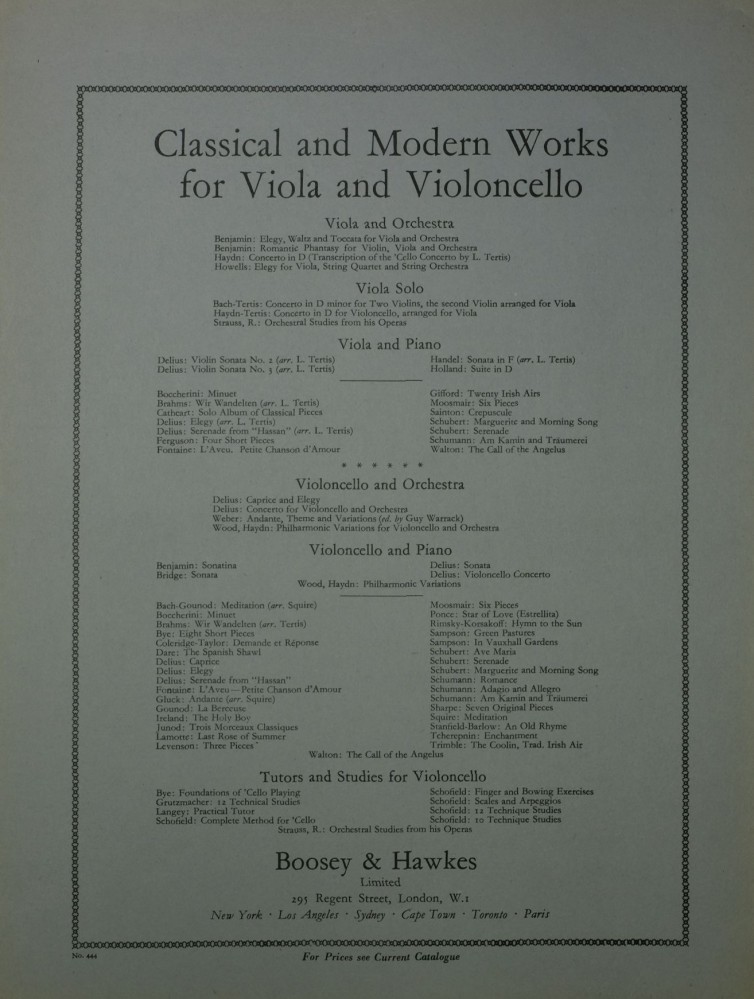 Classical and Modern Works
for Viola and Violoncello
Viola and Orchestra
Benjamin: Elegy, Waltz and Toccata for Viola and Orchestra
Benjamin: Romantic Phantasy for Violin, Viola and Orchestra
Haydn: Concerto in D (Transcription of the 'Cello Concerto by L. Tertis)
Howells: Elegy for Viola, String Quartet and String Orchestra
Viola Solo
Bach-Tertis: Concerto in D minor for Two Violins, the second Violin arranged for Viola
Haydn-Tertis: Concerto in D for Violoncello, arranged for Viola
Strauss, R.: Orchestral Studies from his Operas
Viola and Piano
Delius: Violin Sonata No. 2 (arr. L. Tertis)
Delius: Violin Sonata No. 3 (arr. L. Tertis)
Handel: Sonata in F (arr. L. Tertis)
Holland: Suite in D
Boccherini: Minuet
Brahms: Wir Wandelten (arr. L. Tertis)
Cathcart: Solo Album of Classical Pieces
Delius: Elegy (arr. L. Tertis)
Delius: Serenade from "Hassan" (arr. L. Tertis)
Ferguson: Four Short Pieces
Fontaine: L'Aveu. Petite Chanson d'Amour
Gifford: Twenty Irish Airs
Moosmair: Six Pieces
Sainton: Crepuscule
Schubert: Marguerite and Morning Song
Schubert: Serenade
Schumann: Am Kamin and Träumerei
Walton: The Call of the Angelus
* * * * * *
Violoncello and Orchestra
Delius: Caprice and Elegy
Delius: Concerto for Violoncello and Orchestra
Weber: Andante, Theme and Variations (ed. by Guy Warrack)
Wood, Haydn: Philharmonic Variations for Violoncello and Orchestra
Violoncello and Piano
Benjamin: Sonatina
Bridge: Sonata
Delius: Sonata
Delius: Violoncello Concerto
Wood, Haydn: Philharmonic Variations
Bach-Gounod: Meditation (arr. Squire)
Boccherini: Minuet
Brahms: Wir Wandelten (arr. Tertis)
Bye: Eight Short Pieces
Coleridge-Taylor: Demande et Réponse
Dare: The Spanish Shawl
Delius: Caprice
Delius: Elegy
Delius: Serenade from "Hassan"
Fontaine: L'Aveu—Petite Chanson d'Amour
Gluck: Andante (arr. Squire)
Gounod: La Berceuse
Ireland: The Holy Boy
Junod: Trois Morceaux Classiques
Lamotte: Last Rose of Summer
Levenson: Three Pieces
Moosmair: Six Pieces
Ponce: Star of Love (Estrellita)
Rimsky-Korsakoff: Hymn to the Sun
Sampson: Green Pastures
Sampson: In Vauxhall Gardens
Schubert: Ave Maria
Schubert: Serenade
Schubert: Marguerite and Morning Song
Schumann: Romance
Schumann: Adagio and Allegro
Schumann: Am Kamin and Träumerei
Sharpe: Seven Original Pieces
Squire: Meditation
Stanfield-Barlow: An Old Rhyme
Tcherepnin: Enchantment
Trimble: The Coolin, Trad. Irish Air
Walton: The Call of the Angelus
Tutors and Studies for Violoncello
Bye: Foundations of 'Cello Playing
Grutzmacher: 12 Technical Studies
Langey: Practical Tutor
Schofield: Complete Method for 'Cello
Schofield: Finger and Bowing Exercises
Schofield: Scales and Arpeggios
Schofield: 12 Technique Studies
Schofield: 10 Technique Studies
Strauss, R.: Orchestral Studies from his Operas
Boosey & Hawkes
Limited
295 Regent Street, London, W.1
New York · Los Angeles · Sydney · Cape Town · Toronto · Paris
No. 444
For Prices see Current Catalogue